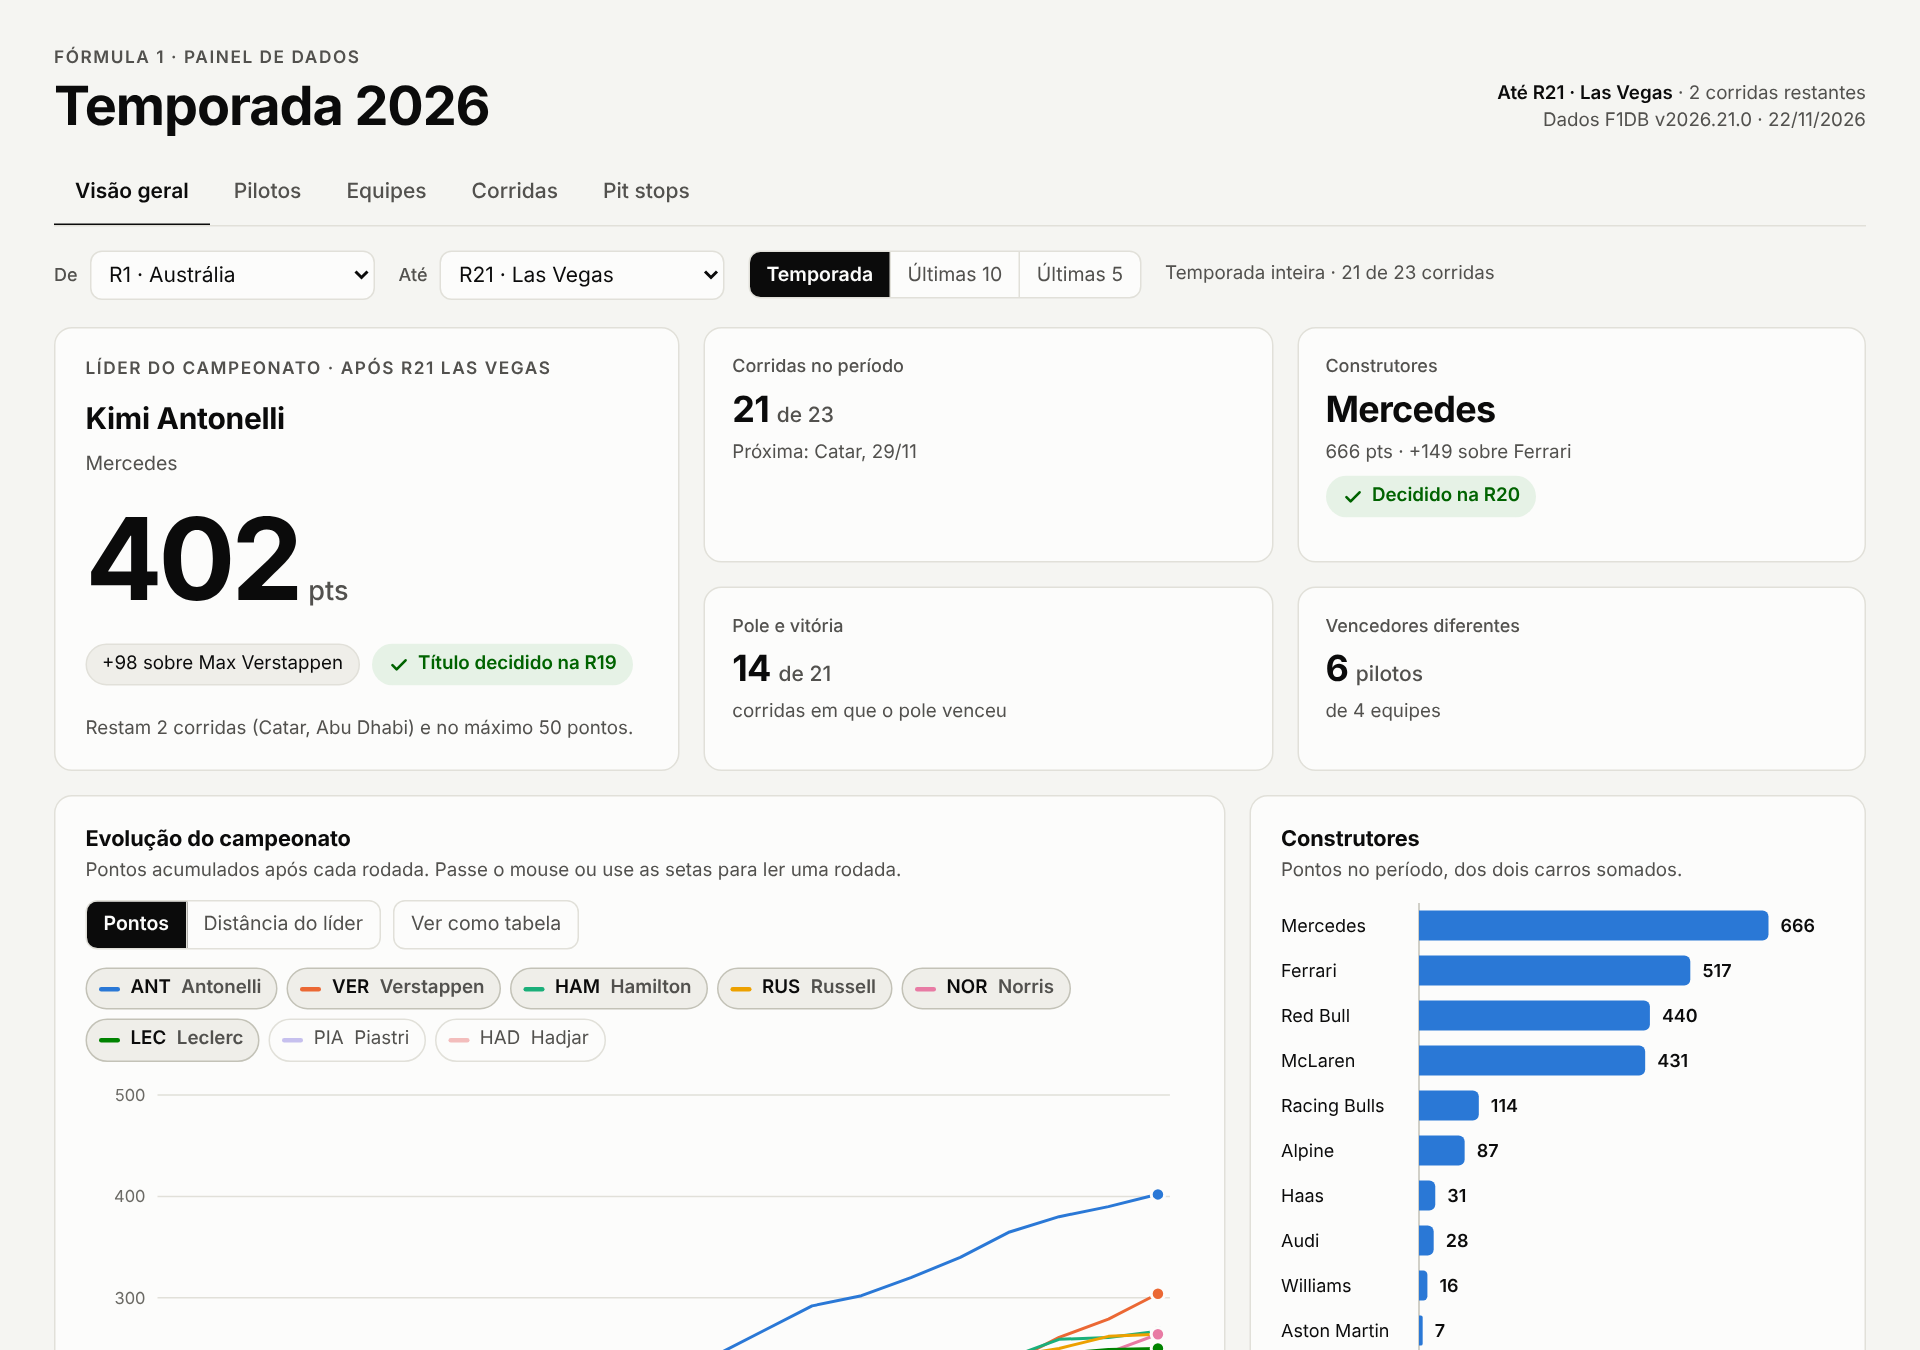 FÓRMULA 1 · PAINEL DE DADOS
Temporada 2026
Até R21 · Las Vegas · 2 corridas restantes
Dados F1DB v2026.21.0 · 22/11/2026
Visão geral
Pilotos
Equipes
Corridas
Pit stops
De
R1 · Austrália
Até
R21 · Las Vegas
Temporada
Últimas 10
Últimas 5
Temporada inteira · 21 de 23 corridas
LÍDER DO CAMPEONATO · APÓS R21 LAS VEGAS
Kimi Antonelli
Mercedes
402 pts
+98 sobre Max Verstappen
Título decidido na R19
Restam 2 corridas (Catar, Abu Dhabi) e no máximo 50 pontos.
Corridas no período
21 de 23
Próxima: Catar, 29/11
Construtores
Mercedes
666 pts · +149 sobre Ferrari
Decidido na R20
Pole e vitória
14 de 21
corridas em que o pole venceu
Vencedores diferentes
6 pilotos
de 4 equipes
Evolução do campeonato
Pontos acumulados após cada rodada. Passe o mouse ou use as setas para ler uma rodada.
Pontos
Distância do líder
Ver como tabela
ANT Antonelli
VER Verstappen
HAM Hamilton
RUS Russell
NOR Norris
LEC Leclerc
PIA Piastri
HAD Hadjar
500
400
300
Construtores
Pontos no período, dos dois carros somados.
Mercedes 666
Ferrari 517
Red Bull 440
McLaren 431
Racing Bulls 114
Alpine 87
Haas 31
Audi 28
Williams 16
Aston Martin 7